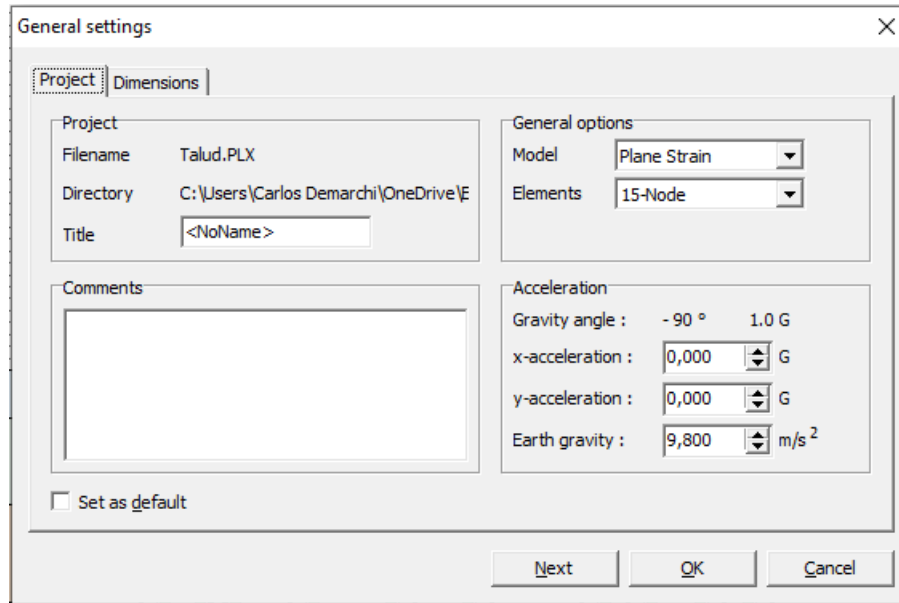 General settings
Project Dimensions
Project
Filename Talud.PLX
Directory C:\Users\Carlos Demarchi\OneDrive\E
Title <NoName>
General options
Model Plane Strain
Elements 15-Node
Comments
Acceleration
Gravity angle : - 90 ° 1.0 G
x-acceleration : 0,000 G
y-acceleration : 0,000 G
Earth gravity : 9,800 m/s²
Set as default
Next OK Cancel